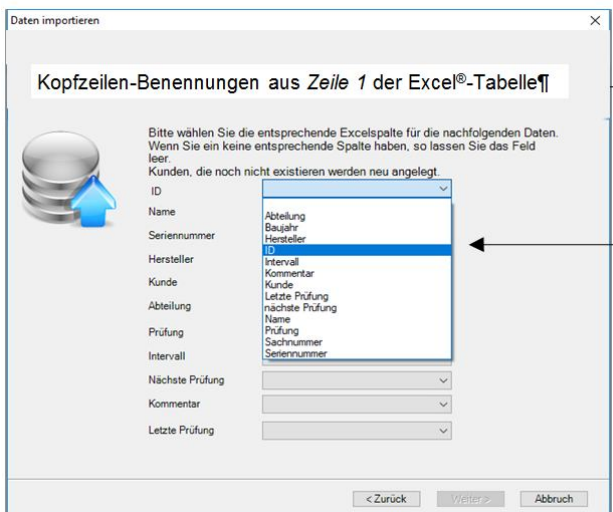 Daten importieren
Kopfzeilen-Benennungen aus Zeile 1 der Excel®-Tabelle¶
Bitte wählen Sie die entsprechende Excelspalte für die nachfolgenden Daten.
Wenn Sie ein keine entsprechende Spalte haben, so lassen Sie das Feld
leer.
Kunden, die noch nicht existieren werden neu angelegt.
ID
Name
Seriennummer
Hersteller
Kunde
Abteilung
Prüfung
Intervall
Nächste Prüfung
Kommentar
Letzte Prüfung
Abteilung
Baujahr
Hersteller
ID
Intervall
Kommentar
Kunde
Letzte Prüfung
nächste Prüfung
Name
Prüfung
Sachnummer
Seriennummer
< Zurück
Weiter >
Abbruch